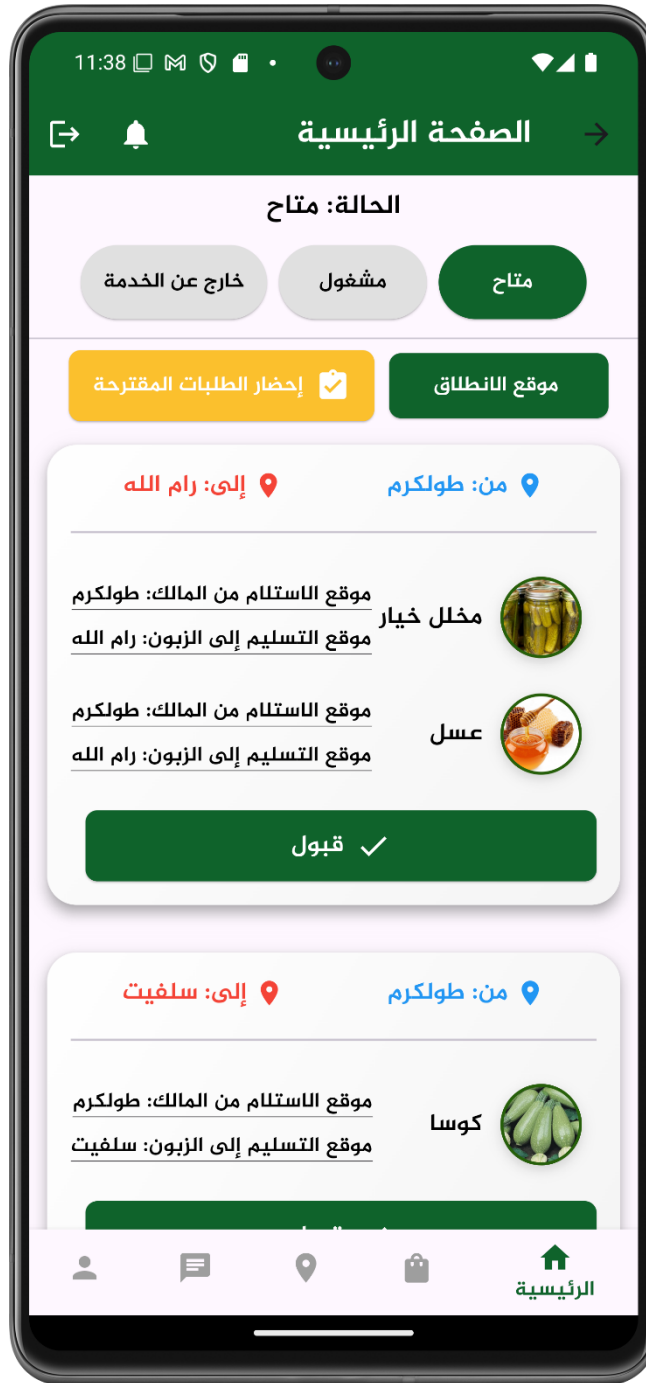 11:38
الصفحة الرئيسية
الحالة: متاح
متاح
مشغول
خارج عن الخدمة
موقع الانطلاق
إحضار الطلبات المقترحة
من: طولكرم
إلى: رام الله
مخلل خيار
موقع الاستلام من المالك: طولكرم
موقع التسليم إلى الزبون: رام الله
عسل
موقع الاستلام من المالك: طولكرم
موقع التسليم إلى الزبون: رام الله
قبول
من: طولكرم
إلى: سلفيت
كوسا
موقع الاستلام من المالك: طولكرم
موقع التسليم إلى الزبون: سلفيت
الرئيسية